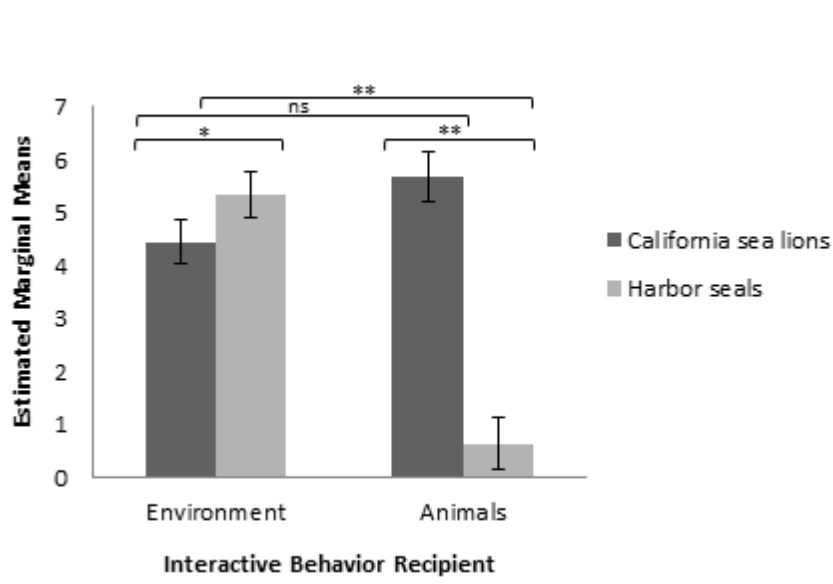 **
ns
* **
7
6
5
4
3
2
1
0
Estimated Marginal Means
Environment Animals
Interactive Behavior Recipient
California sea lions
Harbor seals